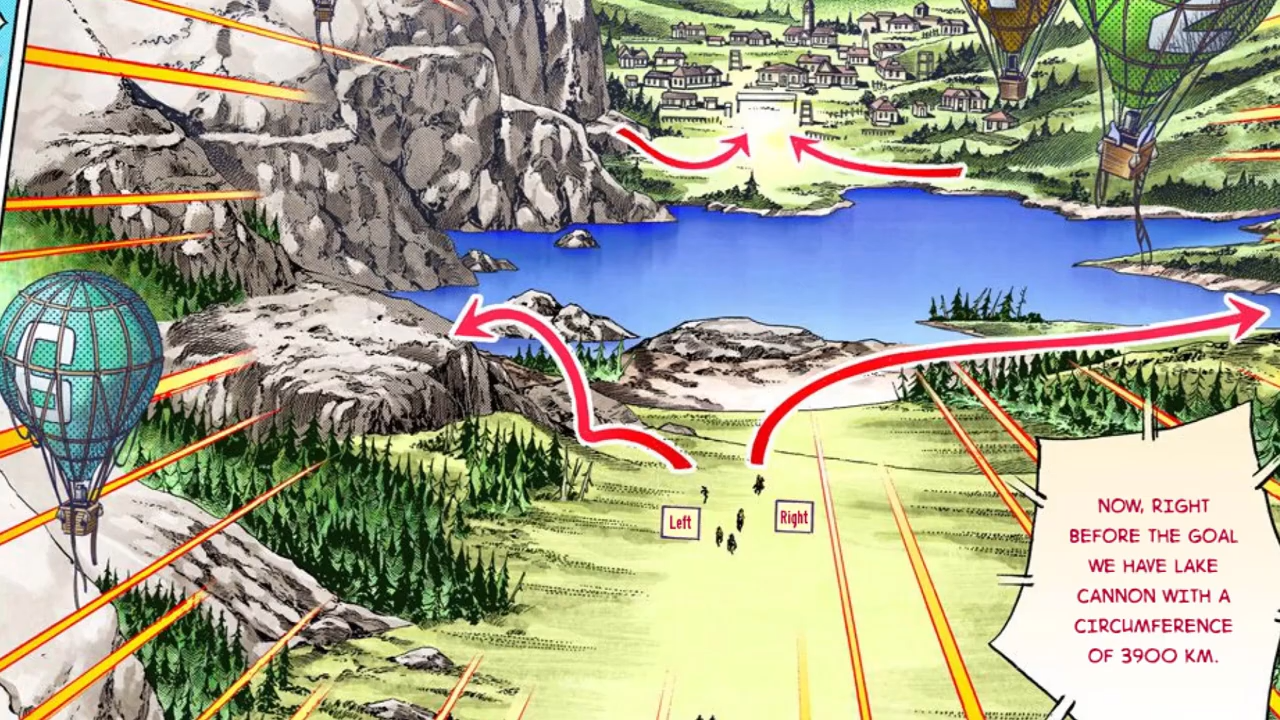 Left
Right
NOW, RIGHT
BEFORE THE GOAL
WE HAVE LAKE
CANNON WITH A
CIRCUMFERENCE
OF 3900 KM.